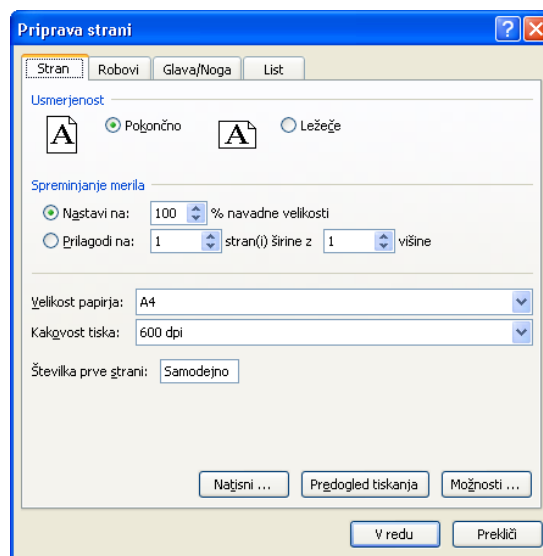 Priprava strani
Stran Robovi Glava/Noga List
Usmerjenost
A Pokončno A Ležeče
Spreminjanje merila
Nastavi na: 100 % navadne velikosti
Prilagodi na: 1 stran(i) širine z 1 višine
Velikost papirja: A4
Kakovost tiska: 600 dpi
Številka prve strani: Samodejno
Natisni ... Predogled tiskanja Možnosti ...
V redu Prekliči